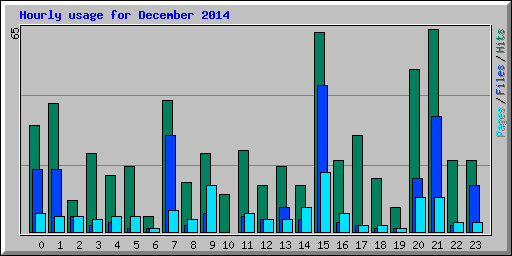 Hourly usage for December 2014
65
Pages/Files/Hits
0 1 2 3 4 5 6 7 8 9 10 11 12 13 14 15 16 17 18 19 20 21 22 23